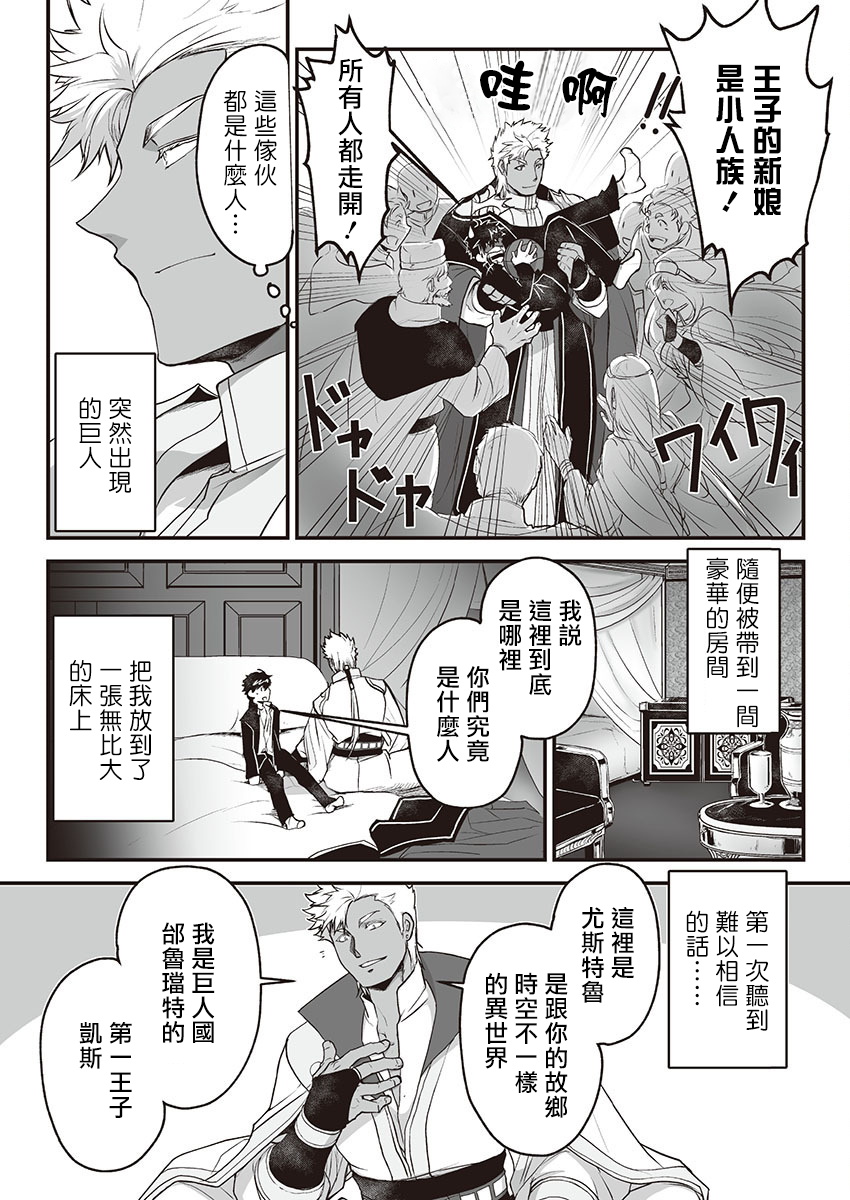 王子的新娘
是小人族！
哇 啊 !!
所有人都走開！
ワイワイ
ドヤドヤ
這些傢伙
都是什麼人…
突然出現
的巨人
隨便被帶到一間
豪華的房間
我説
這裡到底
是哪裡
你們究竟
是什麼人
把我放到了
一張無比大
的床上
第一次聽到
難以相信
的話……
這裡是
尤斯特魯
是跟你的故鄉
時空不一樣
的異世界
我是巨人國
邰魯璫特的
第一王子
凱斯